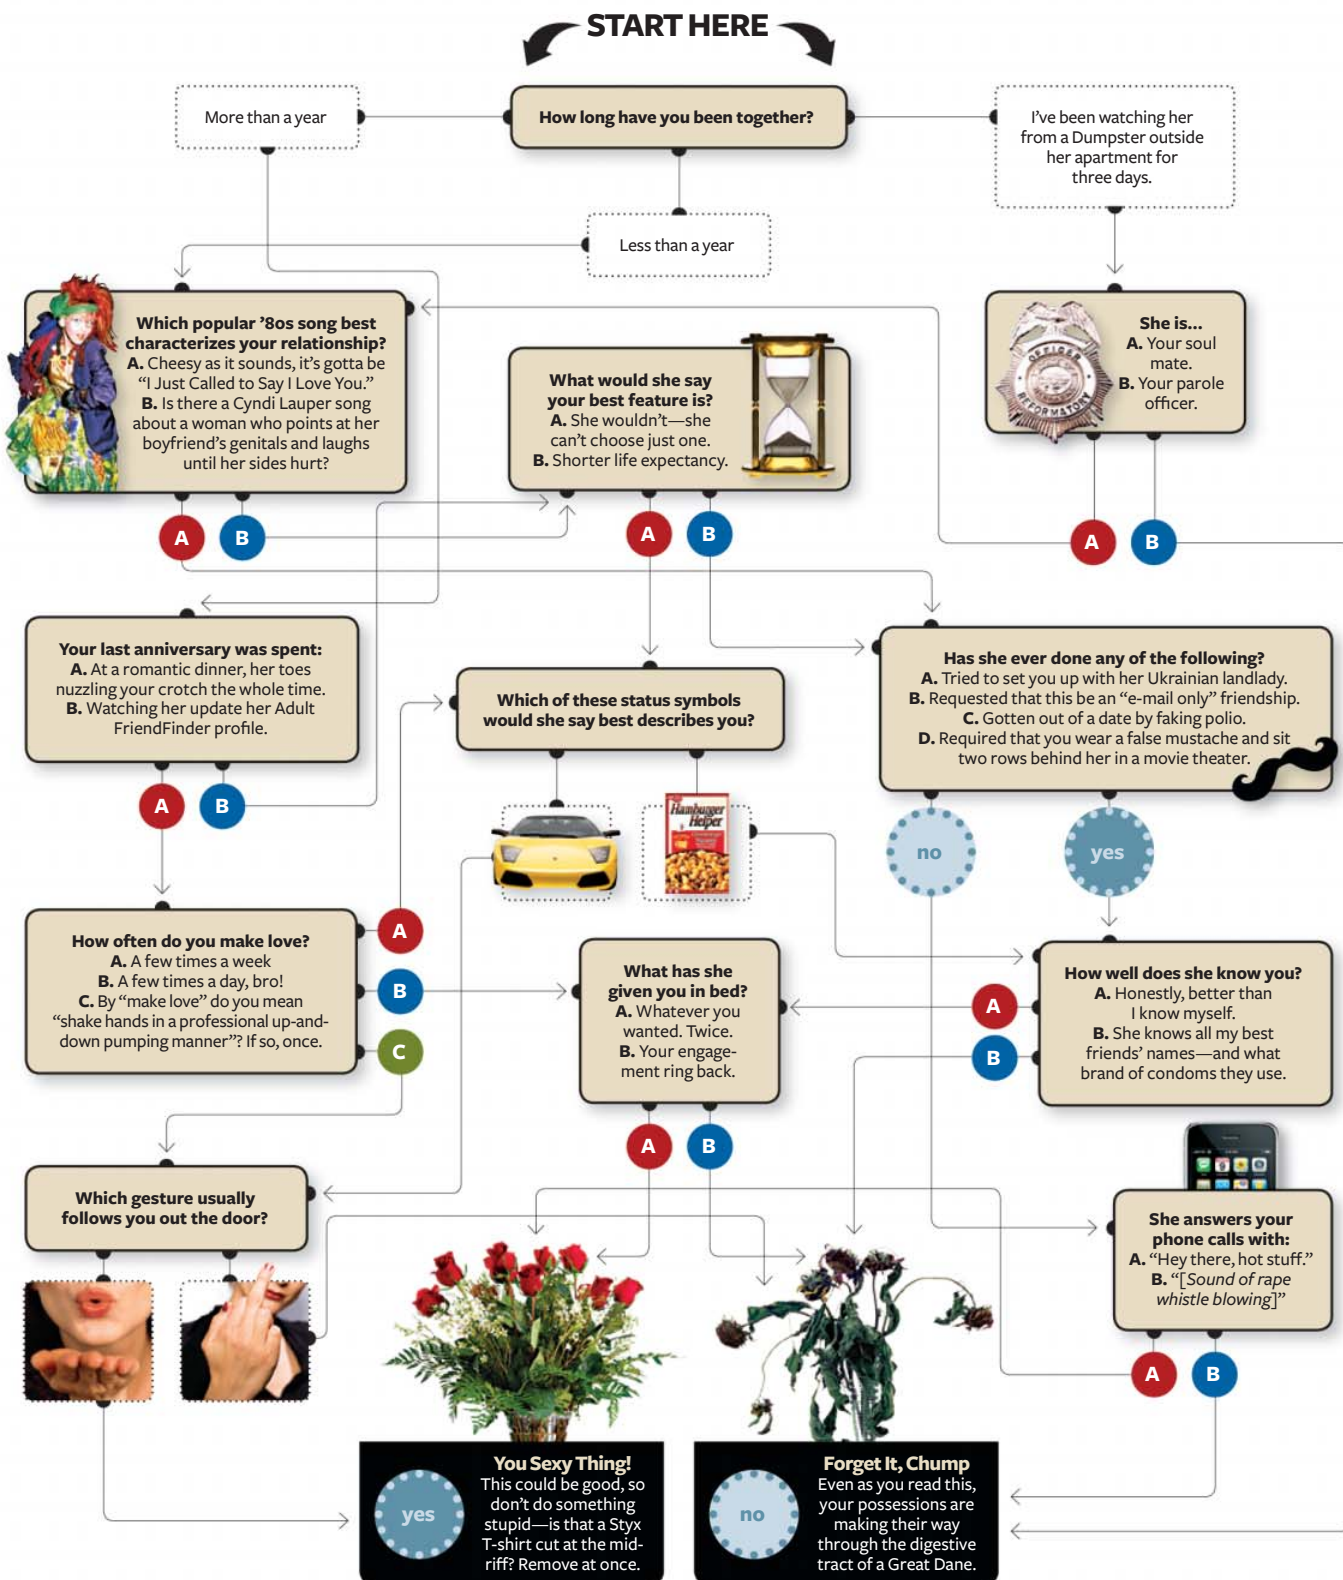 START HERE
More than a year
How long have you been together?
I've been watching her
from a Dumpster outside
her apartment for
three days.
Less than a year
Which popular '80s song best
characterizes your relationship?
A. Cheesy as it sounds, it's gotta be
"I Just Called to Say I Love You."
B. Is there a Cyndi Lauper song
about a woman who points at her
boyfriend's genitals and laughs
until her sides hurt?
A
B
What would she say
your best feature is?
A. She wouldn't—she
can't choose just one.
B. Shorter life expectancy.
A
B
OFFICER
REFORMATORY
She is...
A. Your soul
mate.
B. Your parole
officer.
A
B
Your last anniversary was spent:
A. At a romantic dinner, her toes
nuzzling your crotch the whole time.
B. Watching her update her Adult
FriendFinder profile.
A
B
Which of these status symbols
would she say best describes you?
Hamburger
Helper
Has she ever done any of the following?
A. Tried to set you up with her Ukrainian landlady.
B. Requested that this be an "e-mail only" friendship.
C. Gotten out of a date by faking polio.
D. Required that you wear a false mustache and sit
two rows behind her in a movie theater.
no
yes
How often do you make love?
A. A few times a week
B. A few times a day, bro!
C. By "make love" do you mean
"shake hands in a professional up-and-
down pumping manner"? If so, once.
A
B
C
What has she
given you in bed?
A. Whatever you
wanted. Twice.
B. Your engage-
ment ring back.
A
B
How well does she know you?
A. Honestly, better than
I know myself.
B. She knows all my best
friends' names—and what
brand of condoms they use.
A
B
Which gesture usually
follows you out the door?
She answers your
phone calls with:
A. "Hey there, hot stuff."
B. "[Sound of rape
whistle blowing]"
A
B
yes
You Sexy Thing!
This could be good, so
don't do something
stupid—is that a Styx
T-shirt cut at the mid-
riff? Remove at once.
no
Forget It, Chump
Even as you read this,
your possessions are
making their way
through the digestive
tract of a Great Dane.